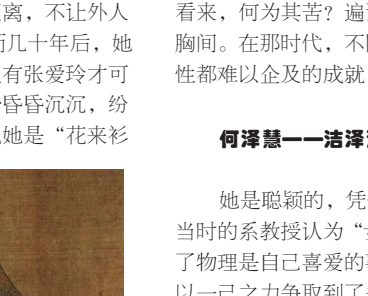 离，不让外人
历几十年后，她
有张爱玲才可
昏昏沉沉，纷
她是“花来衫
看来，何为其苦？遍
胸间。在那时代，不
性都难以企及的成就
何泽慧——洁泽
她是聪颖的，凭
当时的系教授认为“
了物理是自己喜爱的
以一己之力争取到了